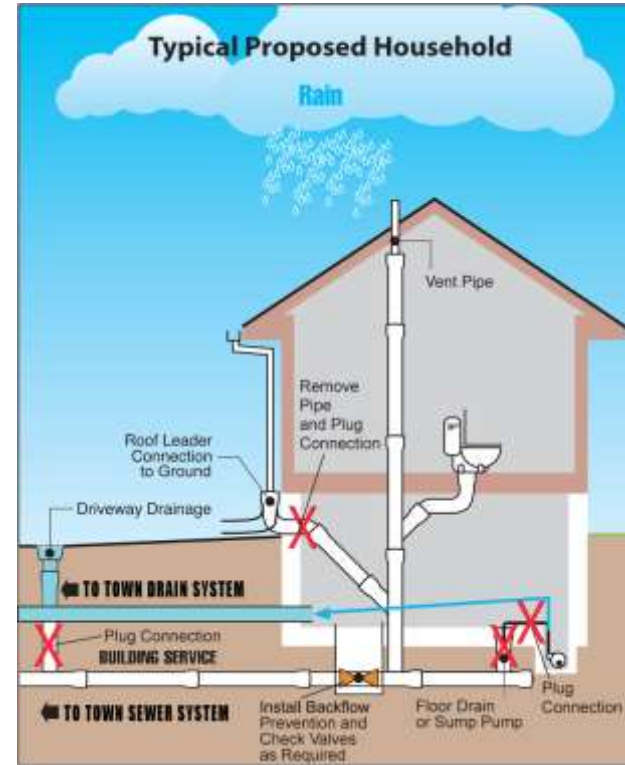 Typical Proposed Household
Rain
Vent Pipe
Remove
Pipe
and Plug
Connection
Roof Leader
Connection
to Ground
Driveway Drainage
TO TOWN DRAIN SYSTEM
Plug Connection
BUILDING SERVICE
TO TOWN SEWER SYSTEM
Install Backflow
Prevention and
Check Valves
as Required
Floor Drain
or Sump Pump
Plug
Connection